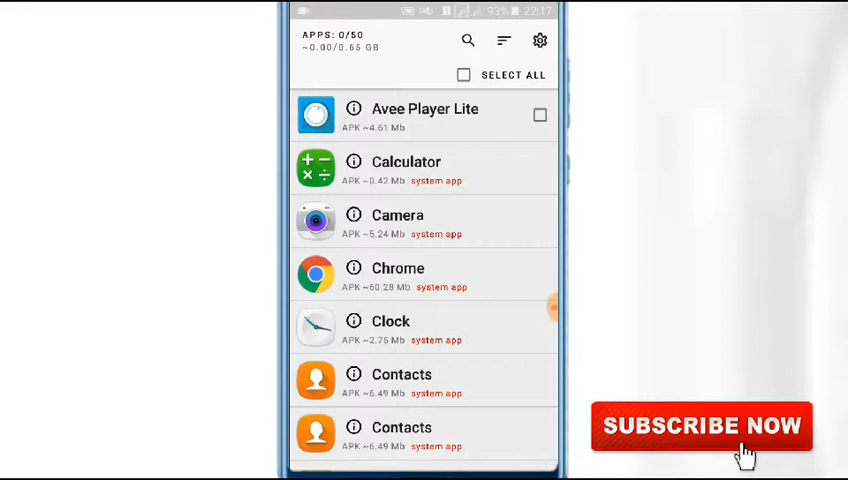 93% 22:17
APPS: 0/50
~0.00/0.65 GB
SELECT ALL
Avee Player Lite
APK ~4.61 Mb
Calculator
APK ~0.42 Mb system app
Camera
APK ~5.24 Mb system app
Chrome
APK ~60.28 Mb system app
Clock
APK ~2.75 Mb system app
Contacts
APK ~6.49 Mb system app
Contacts
APK ~6.49 Mb system app
SUBSCRIBE NOW